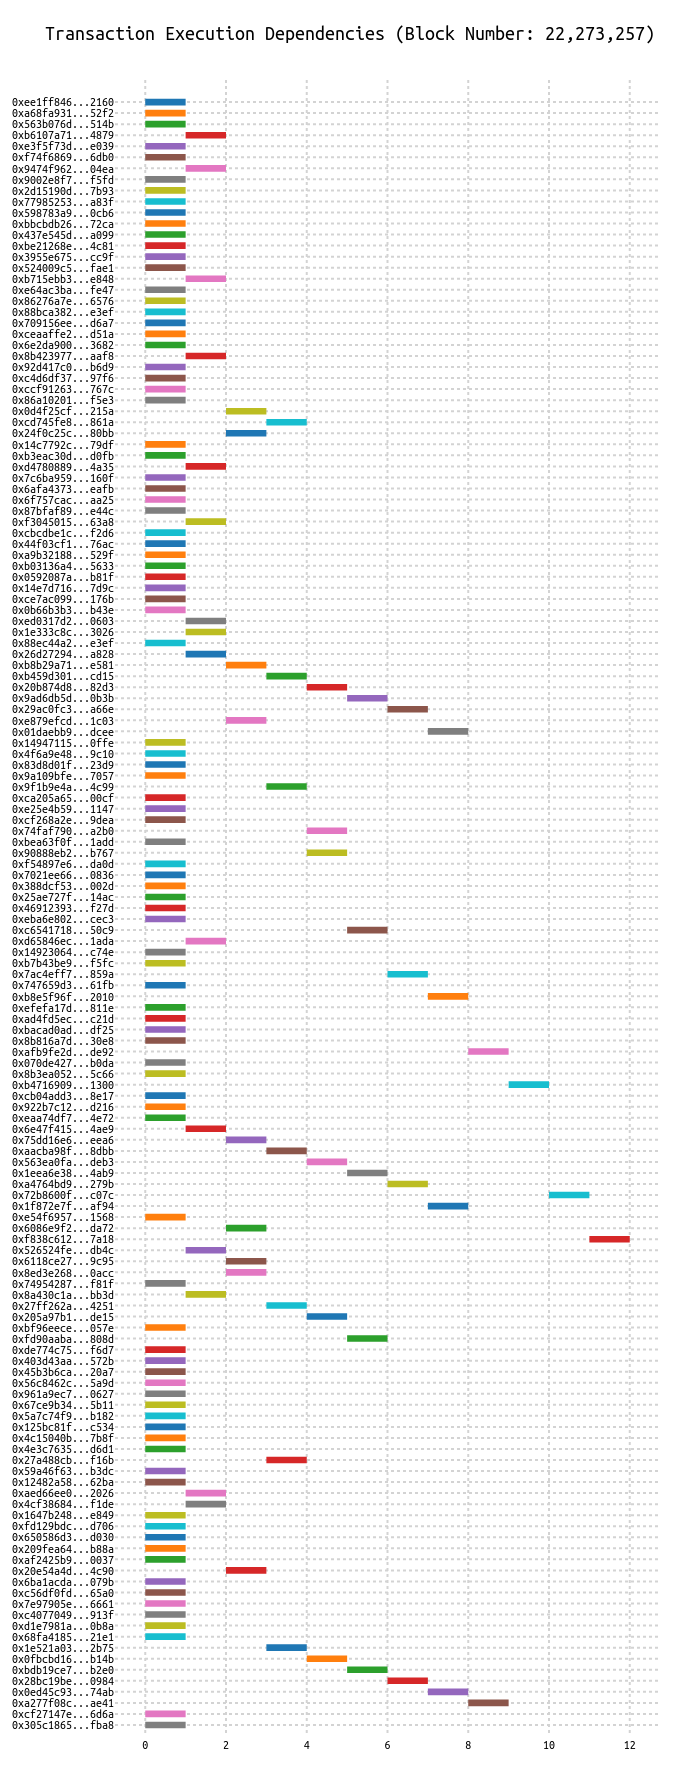 Transaction Execution Dependencies (Block Number: 22,273,257)
0xee1ff846...2160
0xa68fa931...52f2
0x563b076d...514b
0xb6107a71...4879
0xe3f5f73d...e039
0xf74f6869...6db0
0x9474f962...04ea
0x9002e8f7...f5fd
0x2d15190d...7b93
0x77985253...a83f
0x598783a9...0cb6
0xbbcbdb26...72ca
0x437e545d...a099
0xbe21268e...4c81
0x3955e675...cc9f
0x524009c5...fae1
0xb715ebb3...e848
0xe64ac3ba...fe47
0x86276a7e...6576
0x88bca382...e3ef
0x709156ee...d6a7
0xceaaffe2...d51a
0x6e2da900...3682
0x8b423977...aaf8
0x92d417c0...b6d9
0xc4d6df37...97f6
0xccf91263...767c
0x86a10201...f5e3
0x0d4f25cf...215a
0xcd745fe8...861a
0x24f0c25c...80bb
0x14c7792c...79df
0xb3eac30d...d0fb
0xd4780889...4a35
0x7c6ba959...160f
0x6afa4373...eafb
0x6f757cac...aa25
0x87bfaf89...e44c
0xf3045015...63a8
0xcbcdbe1c...f2d6
0x44f03cf1...76ac
0xa9b32188...529f
0xb03136a4...5633
0x0592087a...b81f
0x14e7d716...7d9c
0xce7ac099...176b
0x0b66b3b3...b43e
0xed0317d2...0603
0x1e333c8c...3026
0x88ec44a2...e3ef
0x26d27294...a828
0xb8b29a71...e581
0xb459d301...cd15
0x20b874d8...82d3
0x9ad6db5d...0b3b
0x29ac0fc3...a66e
0xe879efcd...1c03
0x01daebb9...dcee
0x14947115...0ffe
0x4f6a9e48...9c10
0x83d8d01f...23d9
0x9a109bfe...7057
0x9f1b9e4a...4c99
0xca205a65...00cf
0xe25e4b59...1147
0xcf268a2e...9dea
0x74faf790...a2b0
0xbea63f0f...1add
0x90888eb2...b767
0xf54897e6...da0d
0x7021ee66...0836
0x388dcf53...002d
0x25ae727f...14ac
0x46912393...f27d
0xeba6e802...cec3
0xc6541718...50c9
0xd65846ec...1ada
0x14923064...c74e
0xb7b43be9...f5fc
0x7ac4eff7...859a
0x747659d3...61fb
0xb8e5f96f...2010
0xefefa17d...811e
0xad4fd5ec...c21d
0xbacad0ad...df25
0x8b816a7d...30e8
0xafb9fe2d...de92
0x070de427...b0da
0x8b3ea052...5c66
0xb4716909...1300
0xcb04add3...8e17
0x922b7c12...d216
0xeaa74df7...4e72
0x6e47f415...4ae9
0x75dd16e6...eea6
0xaacba98f...8dbb
0x563ea0fa...deb3
0x1eea6e38...4ab9
0xa4764bd9...279b
0x72b8600f...c07c
0x1f872e7f...af94
0xe54f6957...1568
0x6086e9f2...da72
0xf838c612...7a18
0x526524fe...db4c
0x6118ce27...9c95
0x8ed3e268...0acc
0x74954287...f81f
0x8a430c1a...bb3d
0x27ff262a...4251
0x205a97b1...de15
0xbf96eece...057e
0xfd90aaba...808d
0xde774c75...f6d7
0x403d43aa...572b
0x45b3b6ca...20a7
0x56c8462c...5a9d
0x961a9ec7...0627
0x67ce9b34...5b11
0x5a7c74f9...b182
0x125bc81f...c534
0x4c15040b...7b8f
0x4e3c7635...d6d1
0x27a488cb...f16b
0x59a46f63...b3dc
0x12482a58...62ba
0xaed66ee0...2026
0x4cf38684...f1de
0x1647b248...e849
0xfd129bdc...d706
0x650586d3...d030
0x209fea64...b88a
0xaf2425b9...0037
0x20e54a4d...4c90
0x6ba1acda...079b
0xc56df0fd...65a0
0x7e97905e...6661
0xc4077049...913f
0xd1e7981a...0b8a
0x68fa4185...21e1
0x1e521a03...2b75
0x0fbcbd16...b14b
0xbdb19ce7...b2e0
0x28bc19be...0984
0x0ed45c93...74ab
0xa277f08c...ae41
0xcf27147e...6d6a
0x305c1865...fba8
0 2 4 6 8 10 12